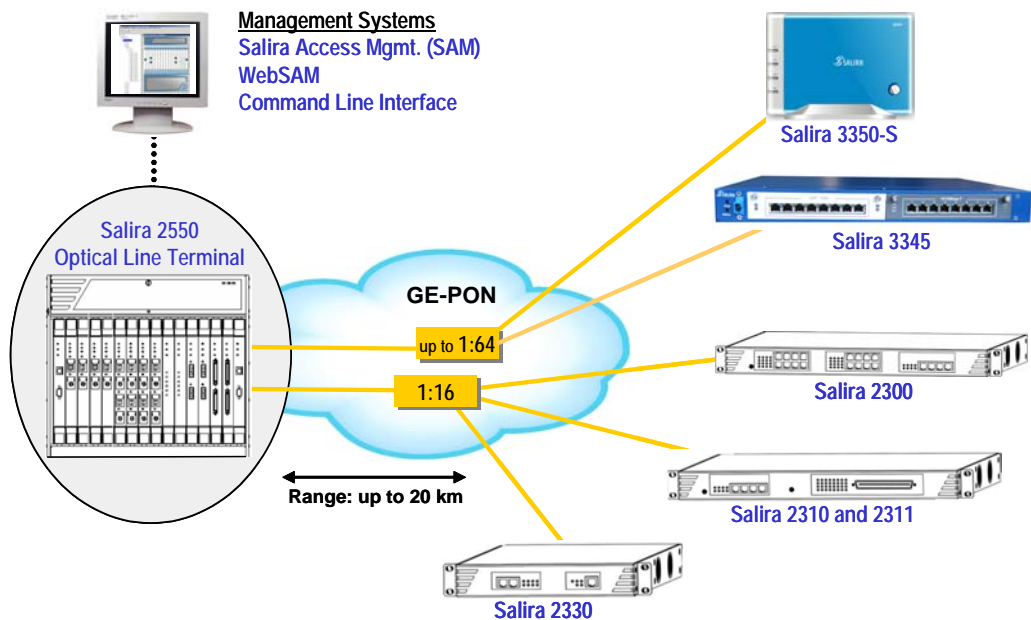 Management Systems
Salira Access Mgmt. (SAM)
WebSAM
Command Line Interface
SALIRA
Salira 3350-S
Salira 3345
Salira 2550
Optical Line Terminal
GE-PON
up to 1:64
1:16
Salira 2300
Range: up to 20 km
Salira 2310 and 2311
Salira 2330